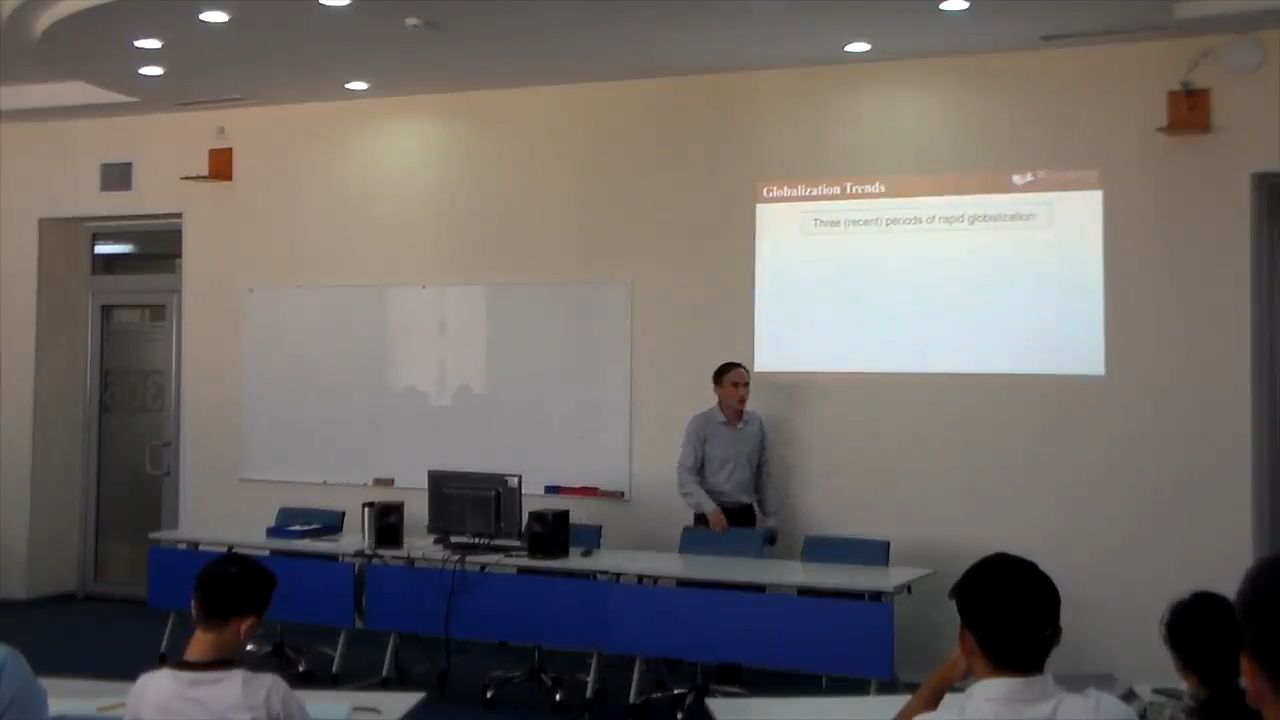 Globalization Trends
Three (recent) periods of rapid globalization: